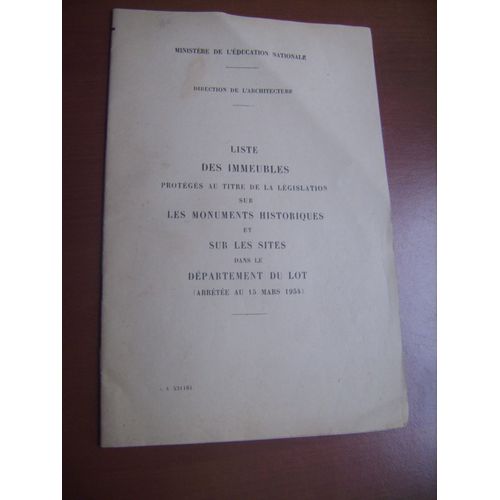 MINISTÈRE DE L'ÉDUCATION NATIONALE
DIRECTION DE L'ARCHITECTURE
LISTE
DES IMMEUBLES
PROTÉGÉS AU TITRE DE LA LÉGISLATION
SUR
LES MONUMENTS HISTORIQUES
ET
SUR LES SITES
DANS LE
DÉPARTEMENT DU LOT
(ARRÊTÉE AU 15 MARS 1954)